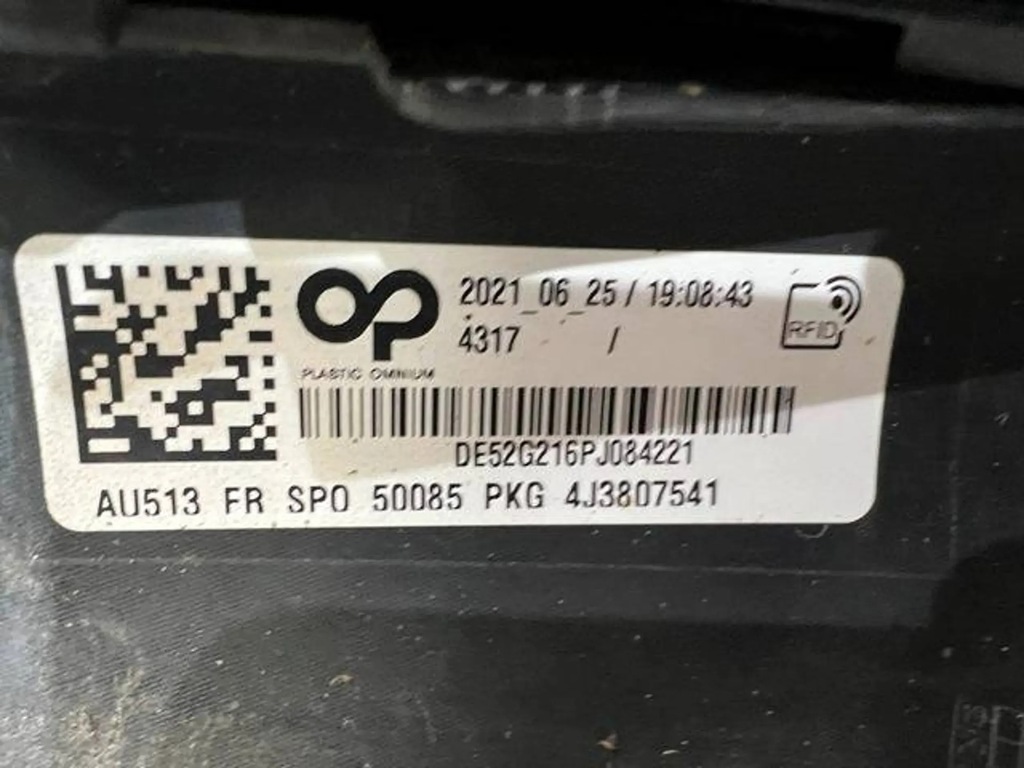 2021_06_25 / 19:08:43
4317 /
RFID
PLASTIC OMNIUM
DE52G216PJ084221
AU513 FR SPO 50085 PKG 4J3807541